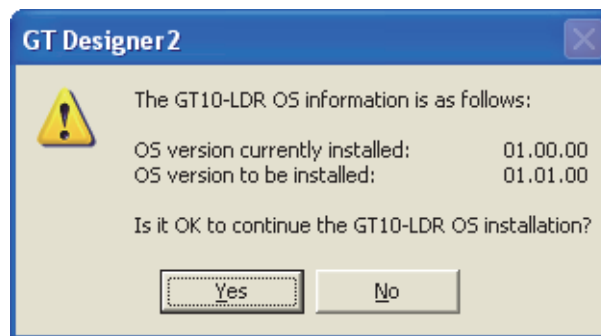 GT Designer2
The GT10-LDR OS information is as follows:
OS version currently installed: 01.00.00
OS version to be installed: 01.01.00
Is it OK to continue the GT10-LDR OS installation?
Yes No